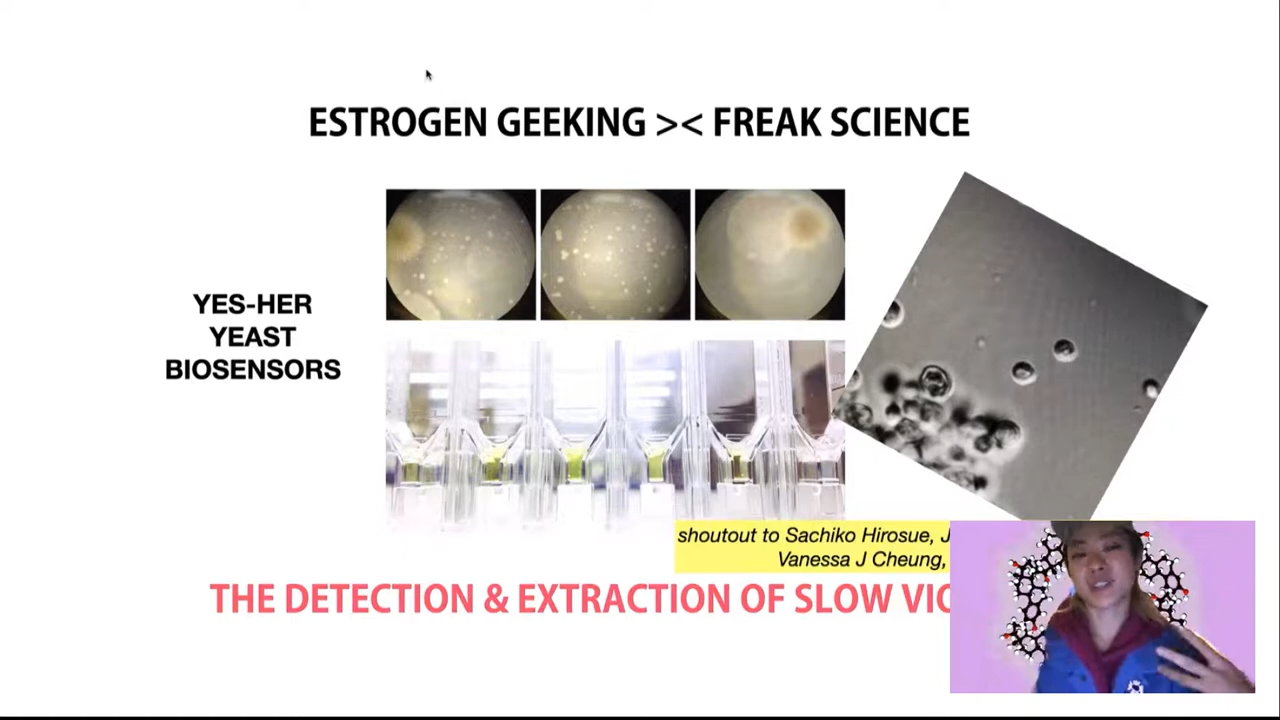 ESTROGEN GEEKING >< FREAK SCIENCE
YES-HER
YEAST
BIOSENSORS
shoutout to Sachiko Hirosue,
Vanessa J Cheung,
THE DETECTION & EXTRACTION OF SLOW